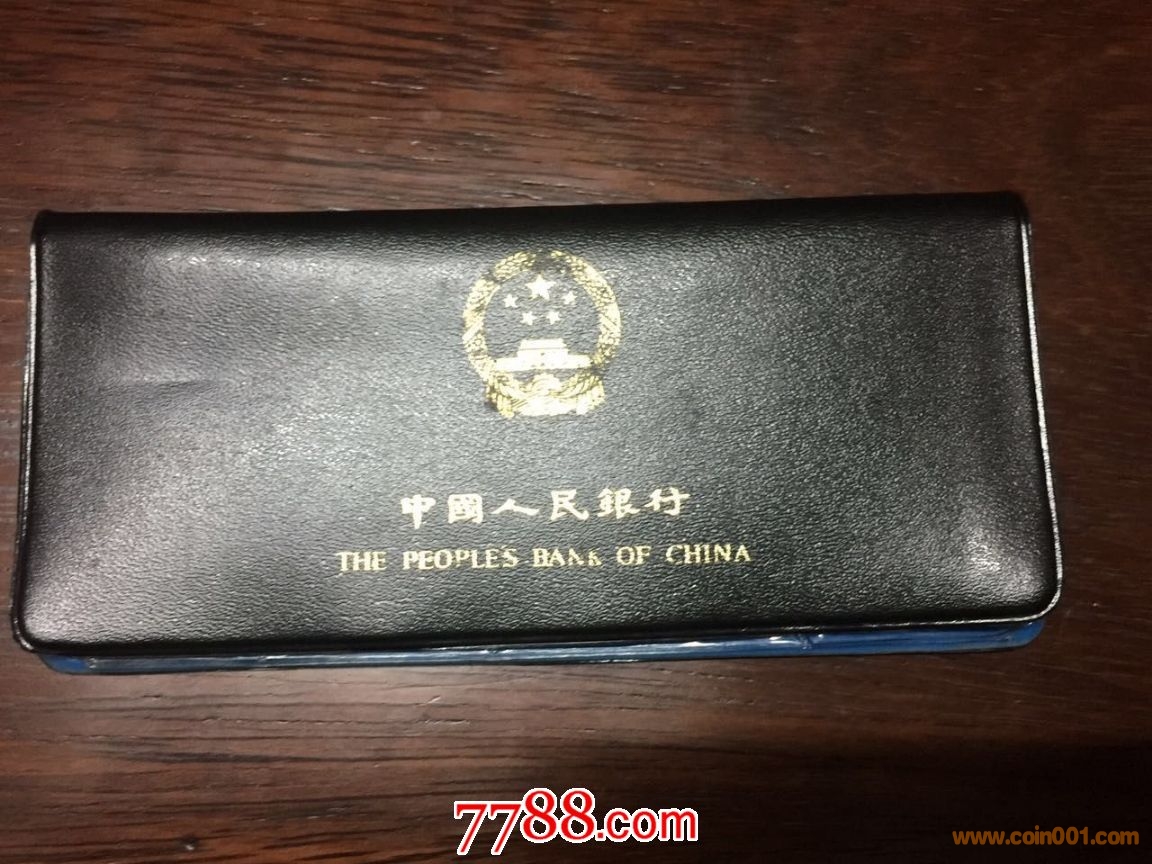 中國人民銀行
THE PEOPLES BANK OF CHINA
7788.com
www.coin001.com